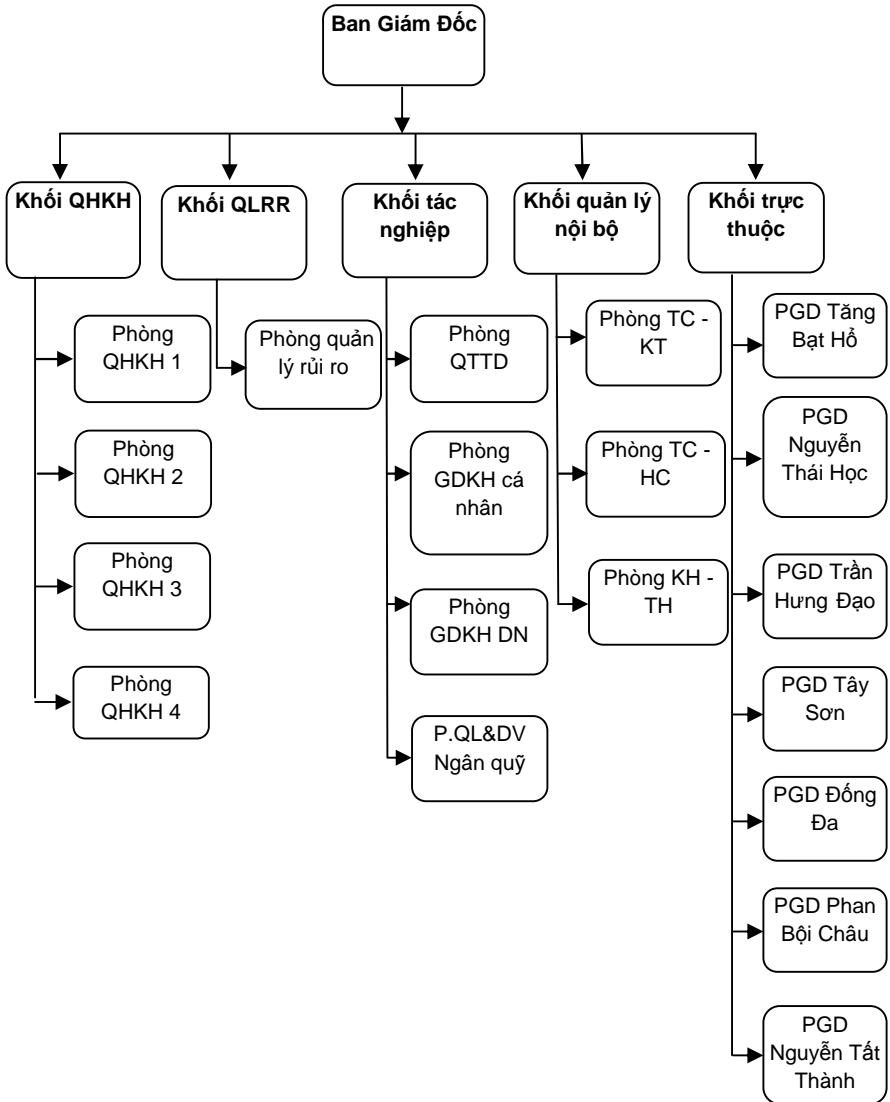 Ban Giám Đốc
Khối QHKH
Khối QLRR
Khối tác
nghiệp
Khối quản lý
nội bộ
Khối trực
thuộc
Phòng
QHKH 1
Phòng
QHKH 2
Phòng
QHKH 3
Phòng
QHKH 4
Phòng quản
lý rủi ro
Phòng
QTTD
Phòng
GDKH cá
nhân
Phòng
GDKH DN
P.QL&DV
Ngân quỹ
Phòng TC -
KT
Phòng TC -
HC
Phòng KH -
TH
PGD Tăng
Bạt Hổ
PGD
Nguyễn
Thái Học
PGD Trần
Hưng Đạo
PGD Tây
Sơn
PGD Đống
Đa
PGD Phan
Bội Châu
PGD
Nguyễn Tất
Thành